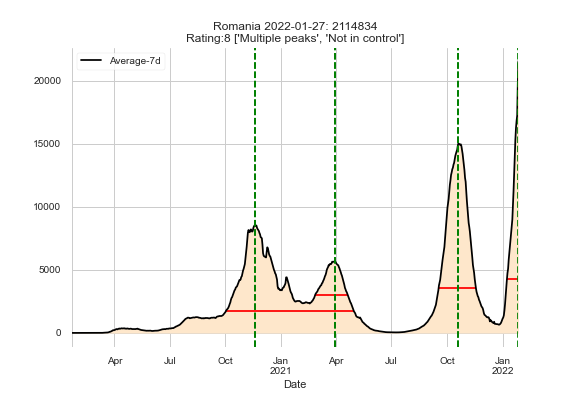 Romania 2022-01-27: 2114834
Rating:8 ['Multiple peaks', 'Not in control']
Average-7d
20000
15000
10000
5000
0
Apr Jul Oct Jan Apr Jul Oct Jan
2021 2022
Date